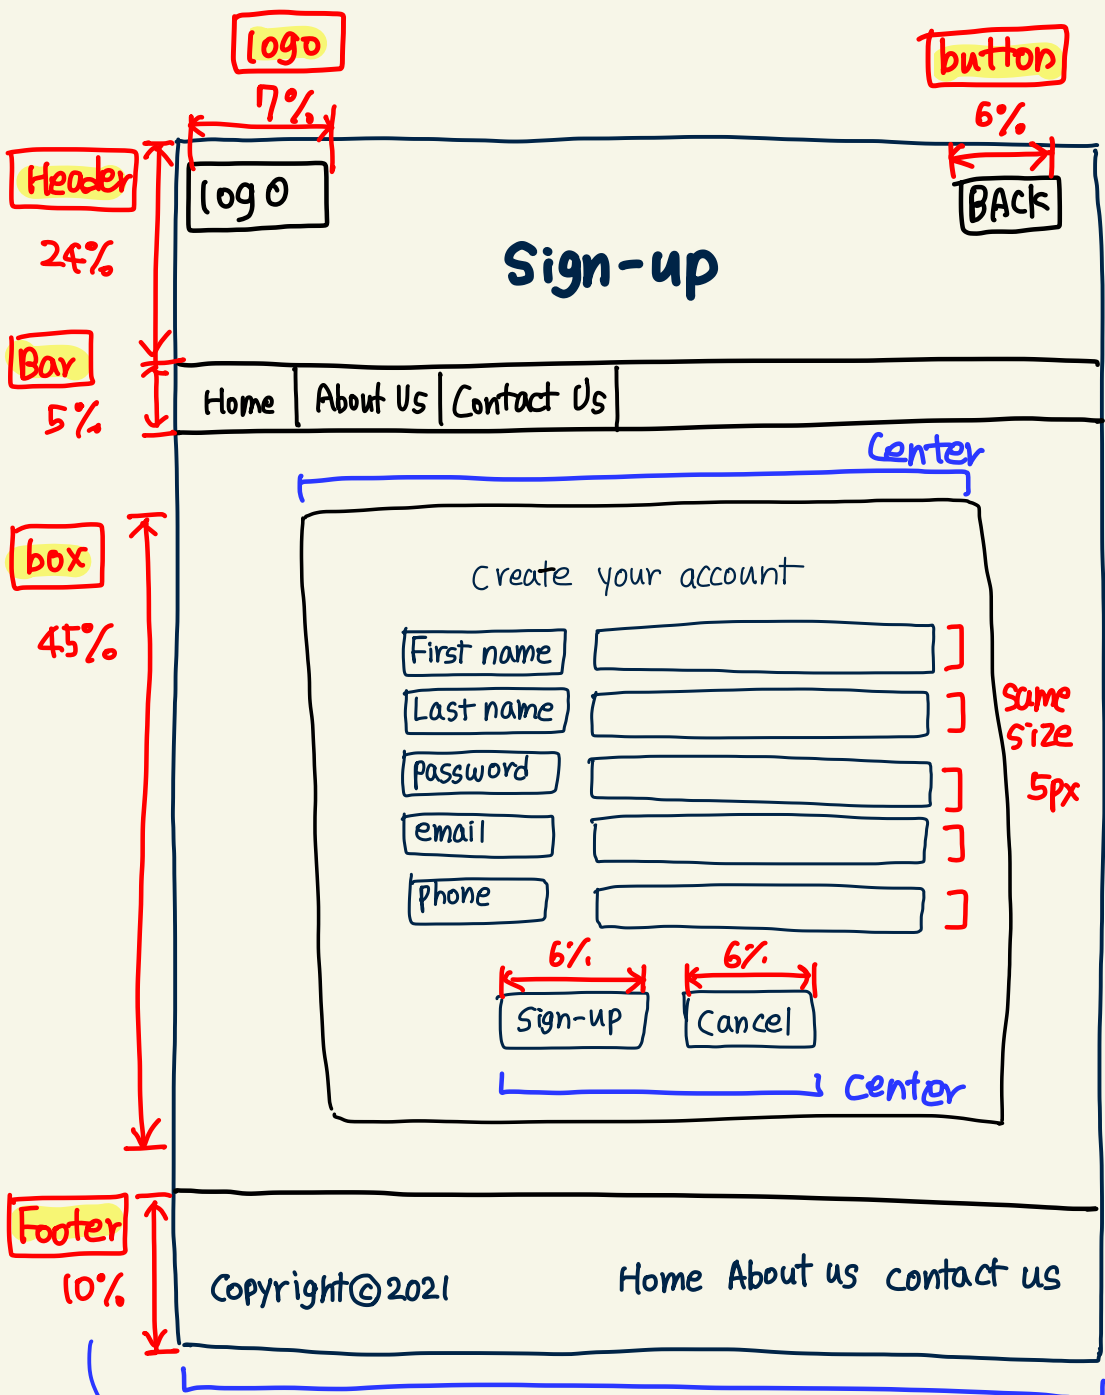 logo
button
7%
6%
Header
logo
BACK
24%
Sign-up
Bar
5%
Home About Us Contact Us
Center
box
45%
Create your account
First name
Last name
same
size
password
5px
email
phone
6% 6%
Sign-up Cancel
Center
Footer
10%
Copyright©2021 Home About us contact us